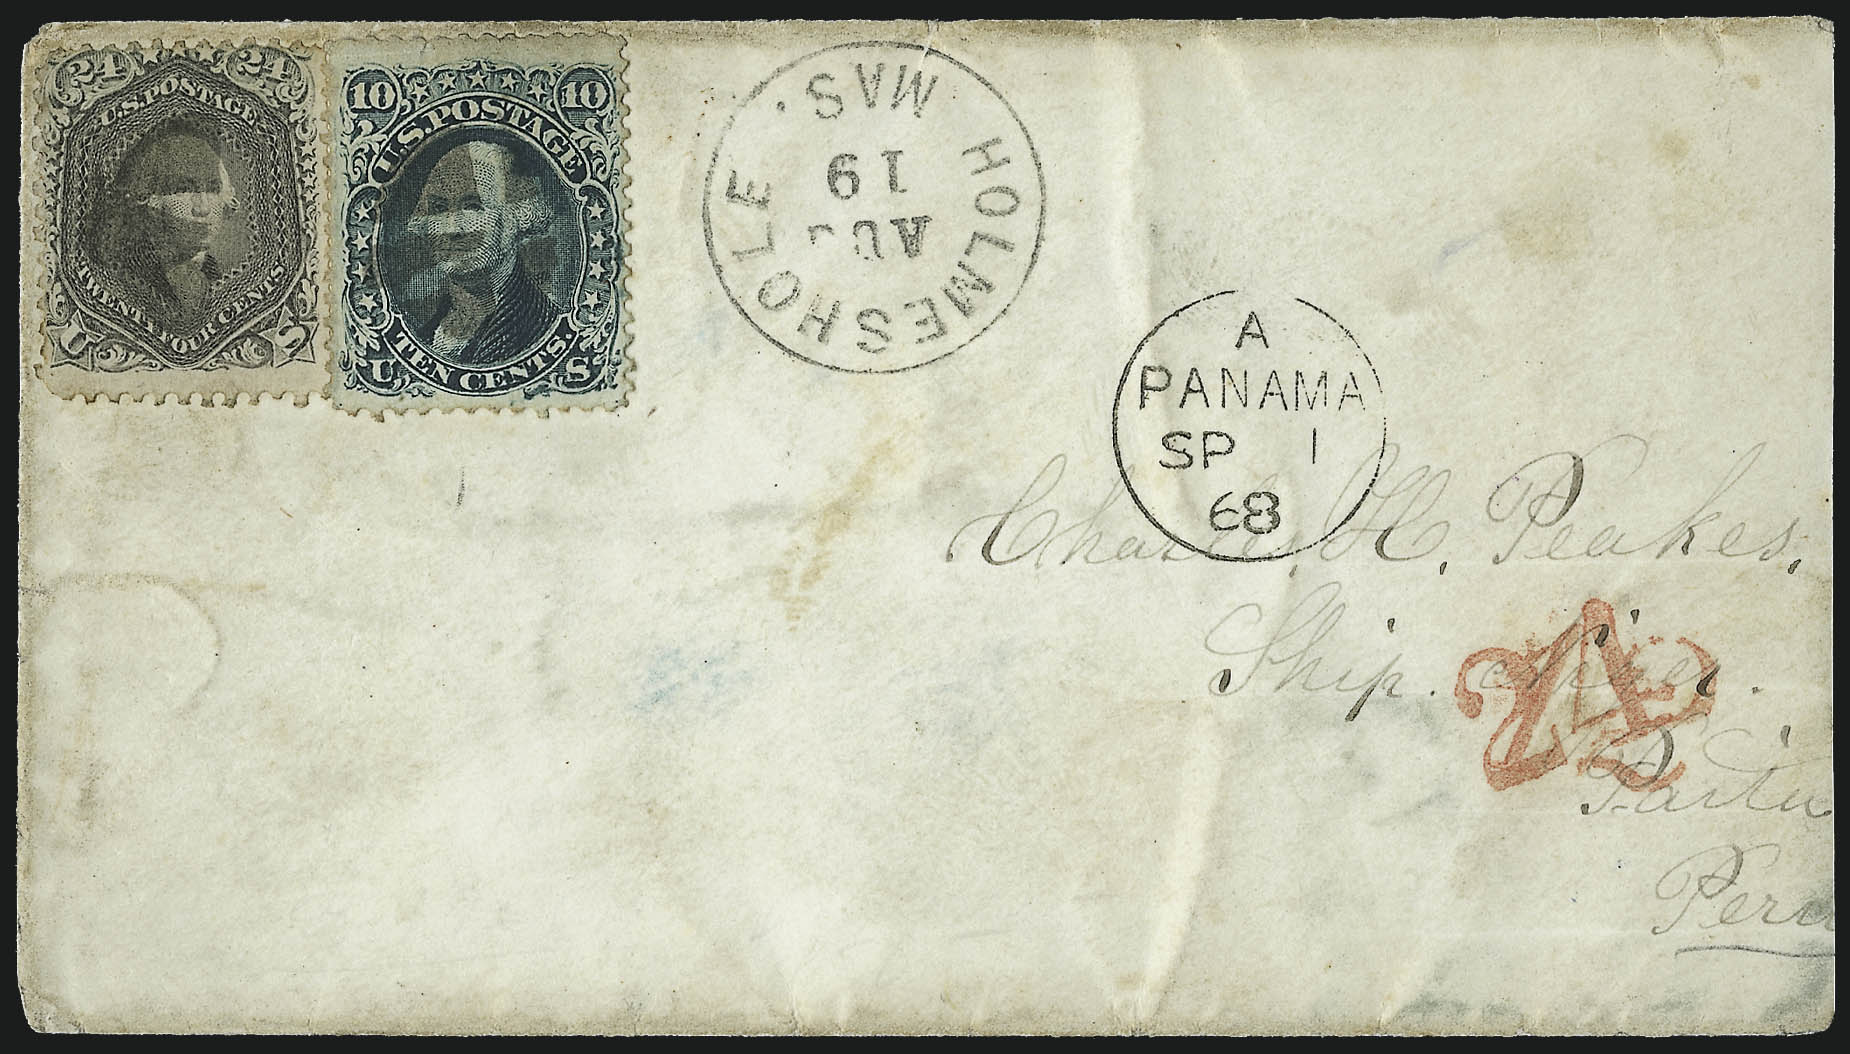 24 24
U.S. POSTAGE
TWENTY FOUR CENTS
U S
10 10
U.S. POSTAGE
TEN CENTS.
U S
HOLMES HOLE · MAS.
AU
19
A
PANAMA
SP 1
68
Charles, H. Peakes,
Ship.
Peru